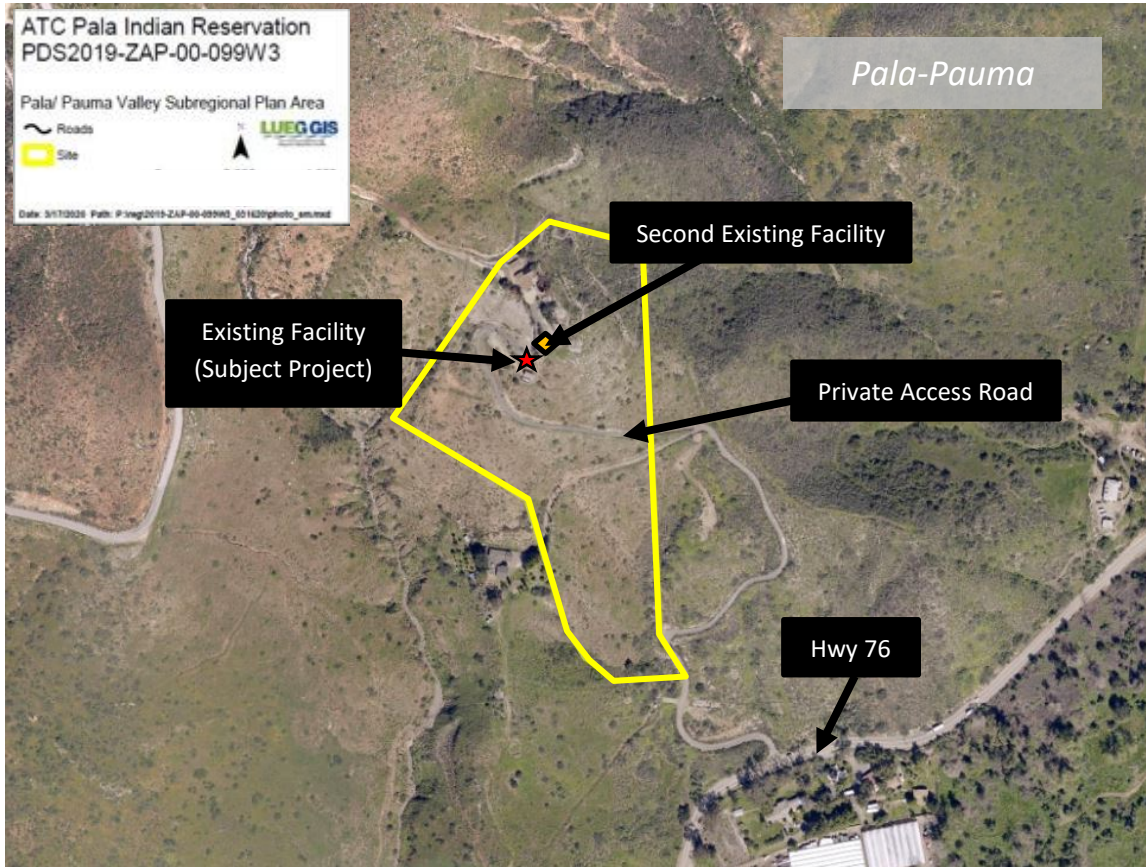 ATC Pala Indian Reservation
PDS2019-ZAP-00-099W3
Pala/ Pauma Valley Subregional Plan Area
Roads
LUEG GIS
Site
Pala-Pauma
Second Existing Facility
Existing Facility
(Subject Project)
Private Access Road
Hwy 76